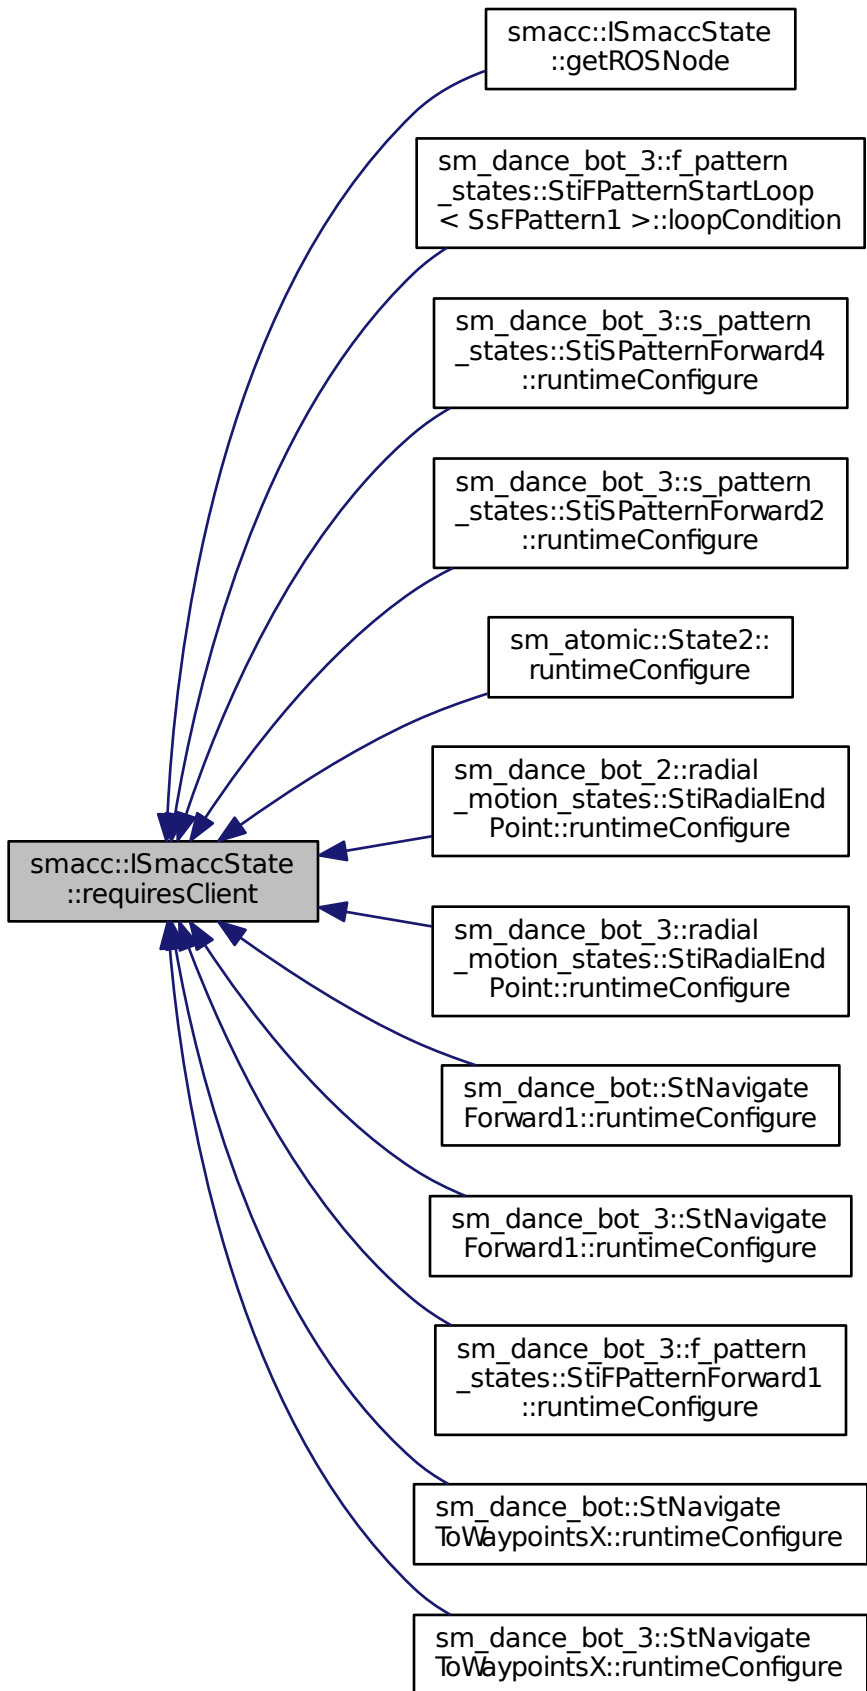 smacc::ISmaccState
::getROSNode
sm_dance_bot_3::f_pattern
_states::StiFPatternStartLoop
< SsFPattern1 >::loopCondition
sm_dance_bot_3::s_pattern
_states::StiSPatternForward4
::runtimeConfigure
sm_dance_bot_3::s_pattern
_states::StiSPatternForward2
::runtimeConfigure
sm_atomic::State2::
runtimeConfigure
sm_dance_bot_2::radial
_motion_states::StiRadialEnd
Point::runtimeConfigure
smacc::ISmaccState
::requiresClient
sm_dance_bot_3::radial
_motion_states::StiRadialEnd
Point::runtimeConfigure
sm_dance_bot::StNavigate
Forward1::runtimeConfigure
sm_dance_bot_3::StNavigate
Forward1::runtimeConfigure
sm_dance_bot_3::f_pattern
_states::StiFPatternForward1
::runtimeConfigure
sm_dance_bot::StNavigate
ToWaypointsX::runtimeConfigure
sm_dance_bot_3::StNavigate
ToWaypointsX::runtimeConfigure